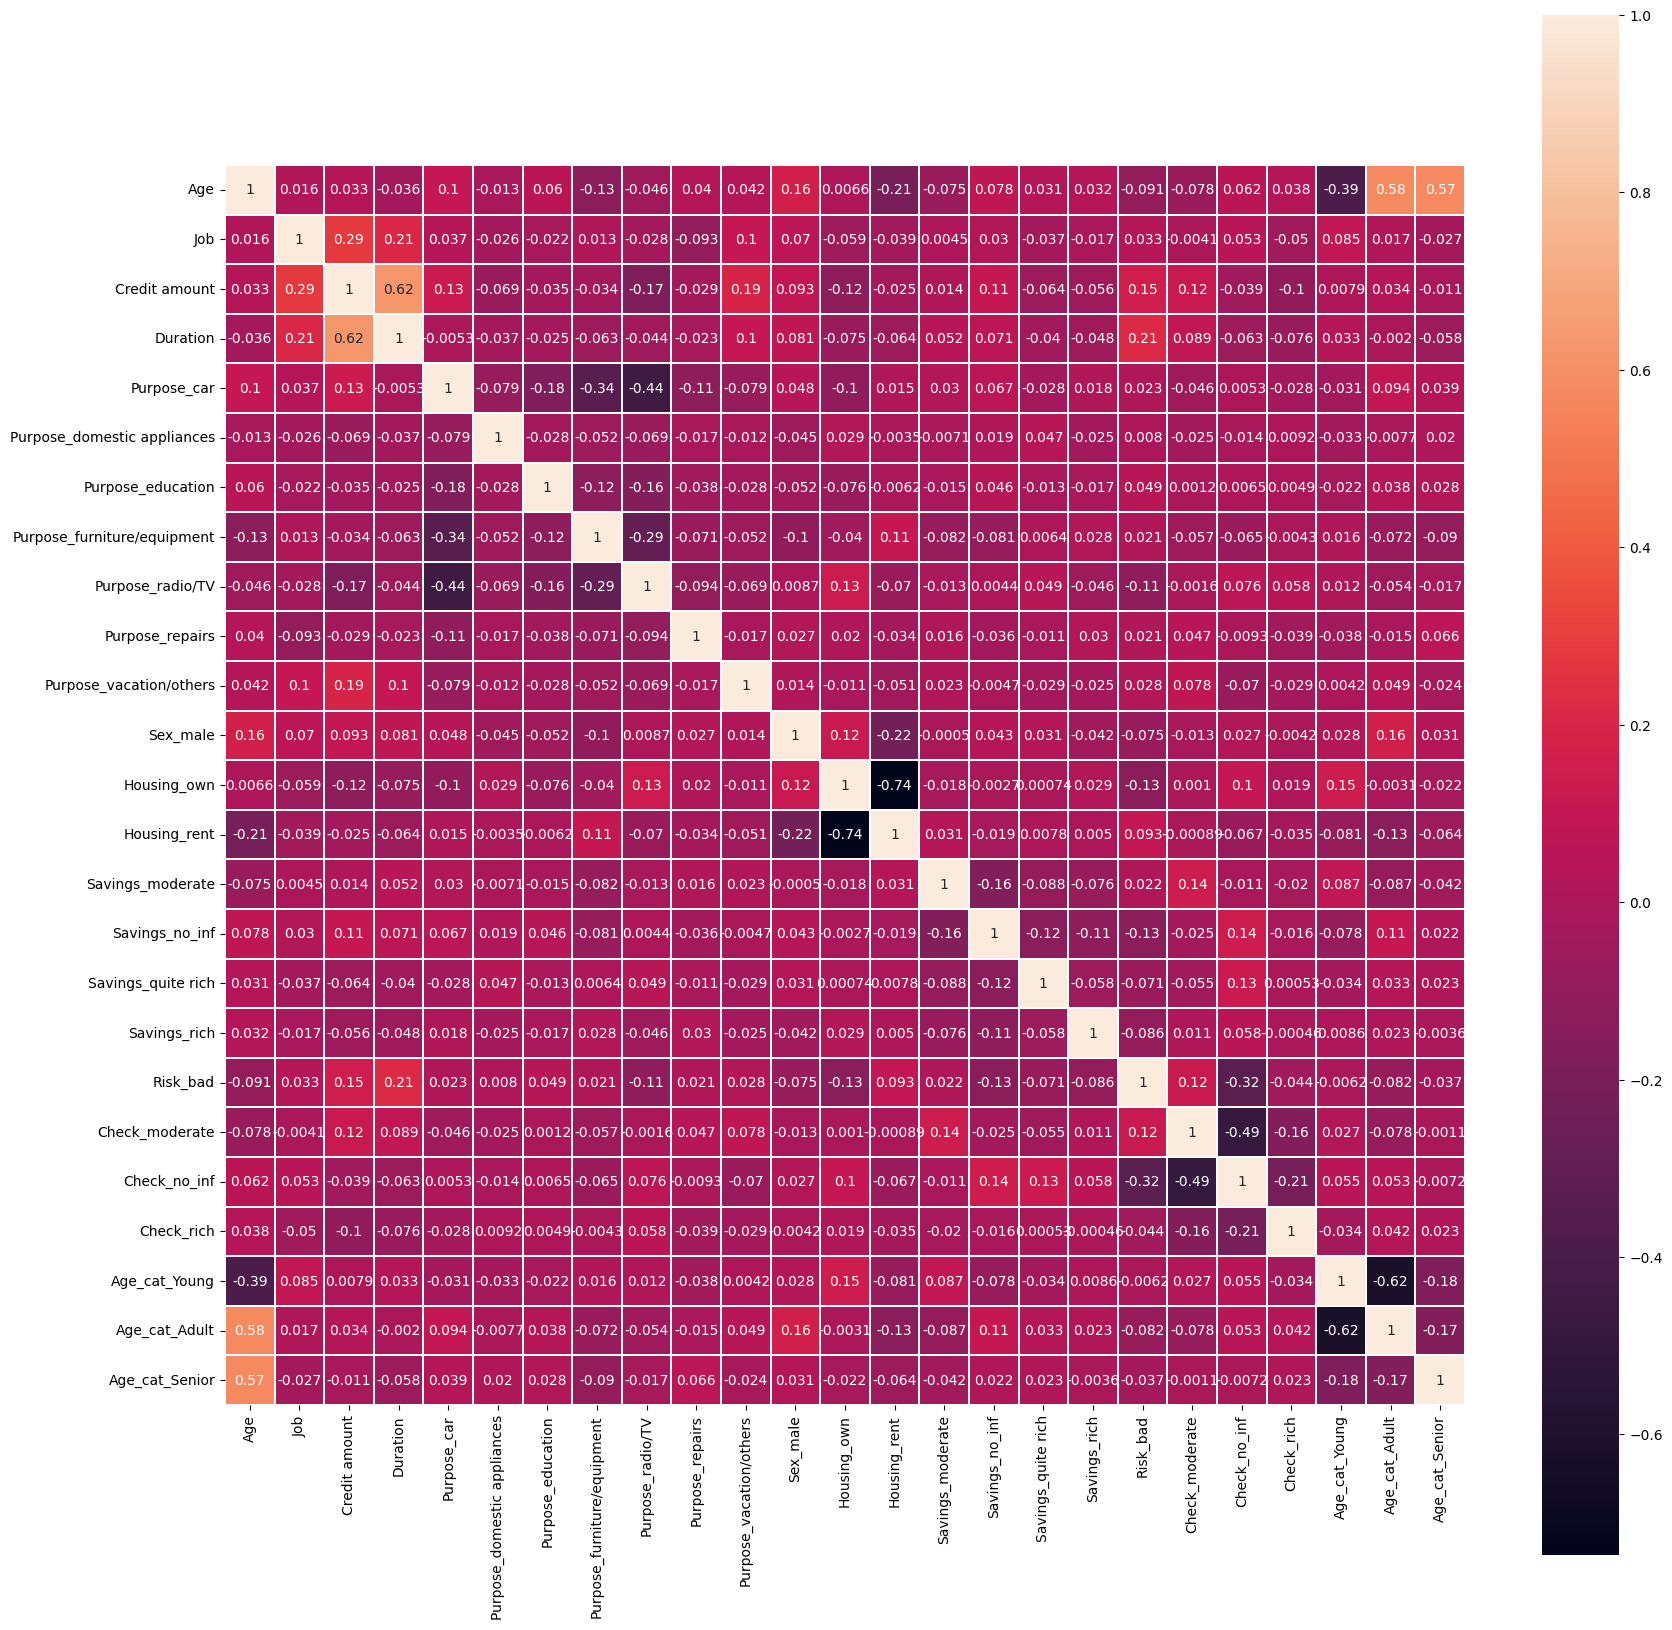 1.0
Age 1 0.016 0.033 -0.036 0.1 -0.013 0.06 -0.13 -0.046 0.04 0.042 0.16 0.0066 -0.21 -0.075 0.078 0.031 0.032 -0.091 -0.078 0.062 0.038 -0.39 0.58 0.57
0.8
Job 0.016 1 0.29 0.21 0.037 -0.026 -0.022 0.013 -0.028 -0.093 0.1 0.07 -0.059 -0.039 0.0045 0.03 -0.037 -0.017 0.033 -0.0041 0.053 -0.05 0.085 0.017 -0.027
Credit amount 0.033 0.29 1 0.62 0.13 -0.069 -0.035 -0.034 -0.17 -0.029 0.19 0.093 -0.12 -0.025 0.014 0.11 -0.064 -0.056 0.15 0.12 -0.039 -0.1 0.0079 0.034 -0.011
Duration -0.036 0.21 0.62 1 -0.0053 -0.037 -0.025 -0.063 -0.044 -0.023 0.1 0.081 -0.075 -0.064 0.052 0.071 -0.04 -0.048 0.21 0.089 -0.063 -0.076 0.033 -0.002 -0.058
0.6
Purpose_car 0.1 0.037 0.13 -0.0053 1 -0.079 -0.18 -0.34 -0.44 -0.11 -0.079 0.048 -0.1 0.015 0.03 0.067 -0.028 0.018 0.023 -0.046 0.0053 -0.028 -0.031 0.094 0.039
Purpose_domestic appliances -0.013 -0.026 -0.069 -0.037 -0.079 1 -0.028 -0.052 -0.069 -0.017 -0.012 -0.045 0.029 -0.0035 -0.0071 0.019 0.047 -0.025 0.008 -0.025 -0.014 0.0092 -0.033 -0.0077 0.02
Purpose_education 0.06 -0.022 -0.035 -0.025 -0.18 -0.028 1 -0.12 -0.16 -0.038 -0.028 -0.052 -0.076 -0.0062 -0.015 0.046 -0.013 -0.017 0.049 0.0012 0.0065 0.0049 -0.022 0.038 0.028
Purpose_furniture/equipment -0.13 0.013 -0.034 -0.063 -0.34 -0.052 -0.12 1 -0.29 -0.071 -0.052 -0.1 -0.04 0.11 -0.082 -0.081 0.0064 0.028 0.021 -0.057 -0.065 -0.0043 0.016 -0.072 -0.09
0.4
Purpose_radio/TV -0.046 -0.028 -0.17 -0.044 -0.44 -0.069 -0.16 -0.29 1 -0.094 -0.069 0.0087 0.13 -0.07 -0.013 0.0044 0.049 -0.046 -0.11 -0.0016 0.076 0.058 0.012 -0.054 -0.017
Purpose_repairs 0.04 -0.093 -0.029 -0.023 -0.11 -0.017 -0.038 -0.071 -0.094 1 -0.017 0.027 0.02 -0.034 0.016 -0.036 -0.011 0.03 0.021 0.047 -0.0093 -0.039 -0.038 -0.015 0.066
Purpose_vacation/others 0.042 0.1 0.19 0.1 -0.079 -0.012 -0.028 -0.052 -0.069 -0.017 1 0.014 -0.011 -0.051 0.023 -0.0047 -0.029 -0.025 0.028 0.078 -0.07 -0.029 0.0042 0.049 -0.024
0.2
Sex_male 0.16 0.07 0.093 0.081 0.048 -0.045 -0.052 -0.1 0.0087 0.027 0.014 1 0.12 -0.22 -0.0005 0.043 0.031 -0.042 -0.075 -0.013 0.027 -0.0042 0.028 0.16 0.031
Housing_own 0.0066 -0.059 -0.12 -0.075 -0.1 0.029 -0.076 -0.04 0.13 0.02 -0.011 0.12 1 -0.74 -0.018 -0.0027 0.00074 0.029 -0.13 0.001 0.1 0.019 0.15 -0.0031 -0.022
Housing_rent -0.21 -0.039 -0.025 -0.064 0.015 -0.0035 -0.0062 0.11 -0.07 -0.034 -0.051 -0.22 -0.74 1 0.031 -0.019 0.0078 0.005 0.093 -0.00089 -0.067 -0.035 -0.081 -0.13 -0.064
Savings_moderate -0.075 0.0045 0.014 0.052 0.03 -0.0071 -0.015 -0.082 -0.013 0.016 0.023 -0.0005 -0.018 0.031 1 -0.16 -0.088 -0.076 0.022 0.14 -0.011 -0.02 0.087 -0.087 -0.042
0.0
Savings_no_inf 0.078 0.03 0.11 0.071 0.067 0.019 0.046 -0.081 0.0044 -0.036 -0.0047 0.043 -0.0027 -0.019 -0.16 1 -0.12 -0.11 -0.13 -0.025 0.14 -0.016 -0.078 0.11 0.022
Savings_quite rich 0.031 -0.037 -0.064 -0.04 -0.028 0.047 -0.013 0.0064 0.049 -0.011 -0.029 0.031 0.00074 0.0078 -0.088 -0.12 1 -0.058 -0.071 -0.055 0.13 0.00053 -0.034 0.033 0.023
Savings_rich 0.032 -0.017 -0.056 -0.048 0.018 -0.025 -0.017 0.028 -0.046 0.03 -0.025 -0.042 0.029 0.005 -0.076 -0.11 -0.058 1 -0.086 0.011 0.058 -0.00046 0.0086 0.023 -0.0036
Risk_bad -0.091 0.033 0.15 0.21 0.023 0.008 0.049 0.021 -0.11 0.021 0.028 -0.075 -0.13 0.093 0.022 -0.13 -0.071 -0.086 1 0.12 -0.32 -0.044 -0.0062 -0.082 -0.037
−0.2
Check_moderate -0.078 -0.0041 0.12 0.089 -0.046 -0.025 0.0012 -0.057 -0.0016 0.047 0.078 -0.013 0.001 -0.00089 0.14 -0.025 -0.055 0.011 0.12 1 -0.49 -0.16 0.027 -0.078 -0.0011
Check_no_inf 0.062 0.053 -0.039 -0.063 0.0053 -0.014 0.0065 -0.065 0.076 -0.0093 -0.07 0.027 0.1 -0.067 -0.011 0.14 0.13 0.058 -0.32 -0.49 1 -0.21 0.055 0.053 -0.0072
Check_rich 0.038 -0.05 -0.1 -0.076 -0.028 0.0092 0.0049 -0.0043 0.058 -0.039 -0.029 -0.0042 0.019 -0.035 -0.02 -0.016 0.00053 -0.00046 -0.044 -0.16 -0.21 1 -0.034 0.042 0.023
−0.4
Age_cat_Young -0.39 0.085 0.0079 0.033 -0.031 -0.033 -0.022 0.016 0.012 -0.038 0.0042 0.028 0.15 -0.081 0.087 -0.078 -0.034 0.0086 -0.0062 0.027 0.055 -0.034 1 -0.62 -0.18
Age_cat_Adult 0.58 0.017 0.034 -0.002 0.094 -0.0077 0.038 -0.072 -0.054 -0.015 0.049 0.16 -0.0031 -0.13 -0.087 0.11 0.033 0.023 -0.082 -0.078 0.053 0.042 -0.62 1 -0.17
Age_cat_Senior 0.57 -0.027 -0.011 -0.058 0.039 0.02 0.028 -0.09 -0.017 0.066 -0.024 0.031 -0.022 -0.064 -0.042 0.022 0.023 -0.0036 -0.037 -0.0011 -0.0072 0.023 -0.18 -0.17 1
−0.6
Age
Job
Credit amount
Duration
Purpose_car
Purpose_domestic appliances
Purpose_education
Purpose_furniture/equipment
Purpose_radio/TV
Purpose_repairs
Purpose_vacation/others
Sex_male
Housing_own
Housing_rent
Savings_moderate
Savings_no_inf
Savings_quite rich
Savings_rich
Risk_bad
Check_moderate
Check_no_inf
Check_rich
Age_cat_Young
Age_cat_Adult
Age_cat_Senior